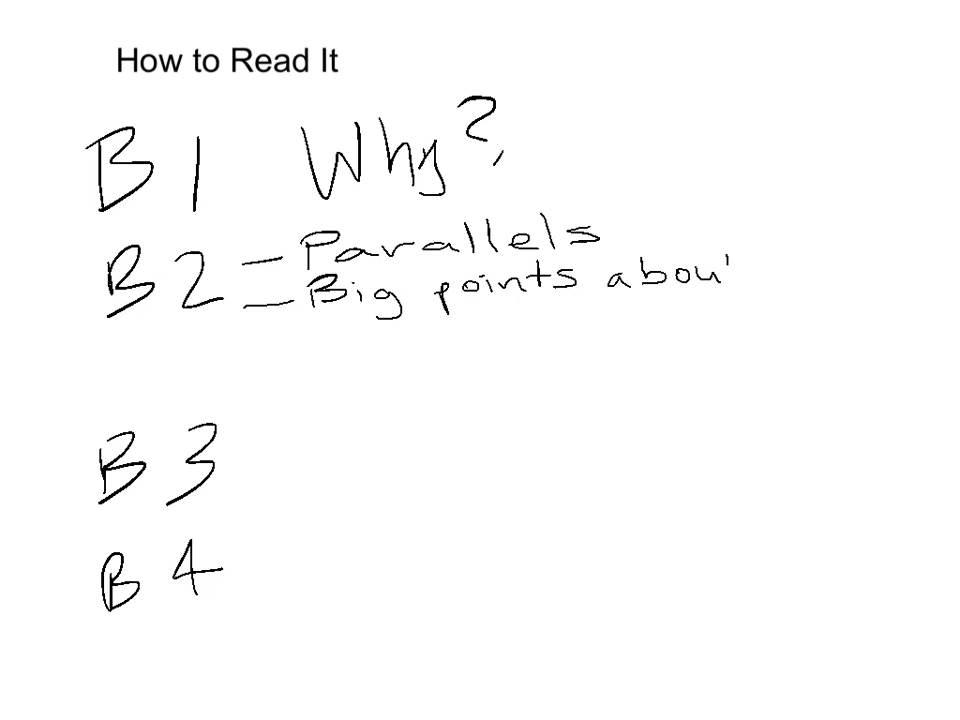 How to Read It
B1 Why?
B2 - Parallels
- Big points abou
B3
B4